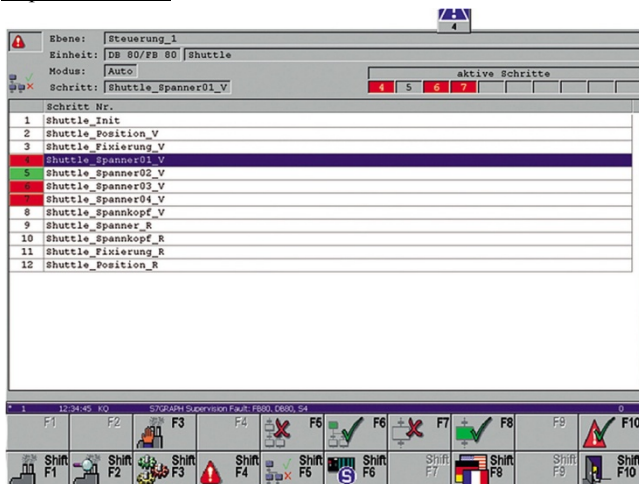 4
Ebene: Steuerung_1
Einheit: DB 80/FB 80 Shuttle
Modus: Auto
aktive Schritte
Schritt: Shuttle_Spanner01_V 4 5 6 7
Schritt Nr.
1 Shuttle_Init
2 Shuttle_Position_V
3 Shuttle_Fixierung_V
4 Shuttle_Spanner01_V
5 Shuttle_Spanner02_V
6 Shuttle_Spanner03_V
7 Shuttle_Spanner04_V
8 Shuttle_Spannkopf_V
9 Shuttle_Spanner_R
10 Shuttle_Spannkopf_R
11 Shuttle_Fixierung_R
12 Shuttle_Position_R
* 1 12:34:45 KQ S7GRAPH Supervision Fault: FB80. DB80, S4 0
F1 F2 F3 F4 F5 F6 F7 F8 F9 F10
Shift F1 Shift F2 Shift F3 Shift F4 Shift F5 S Shift F6 Shift F7 Shift F8 Shift F9 Shift F10